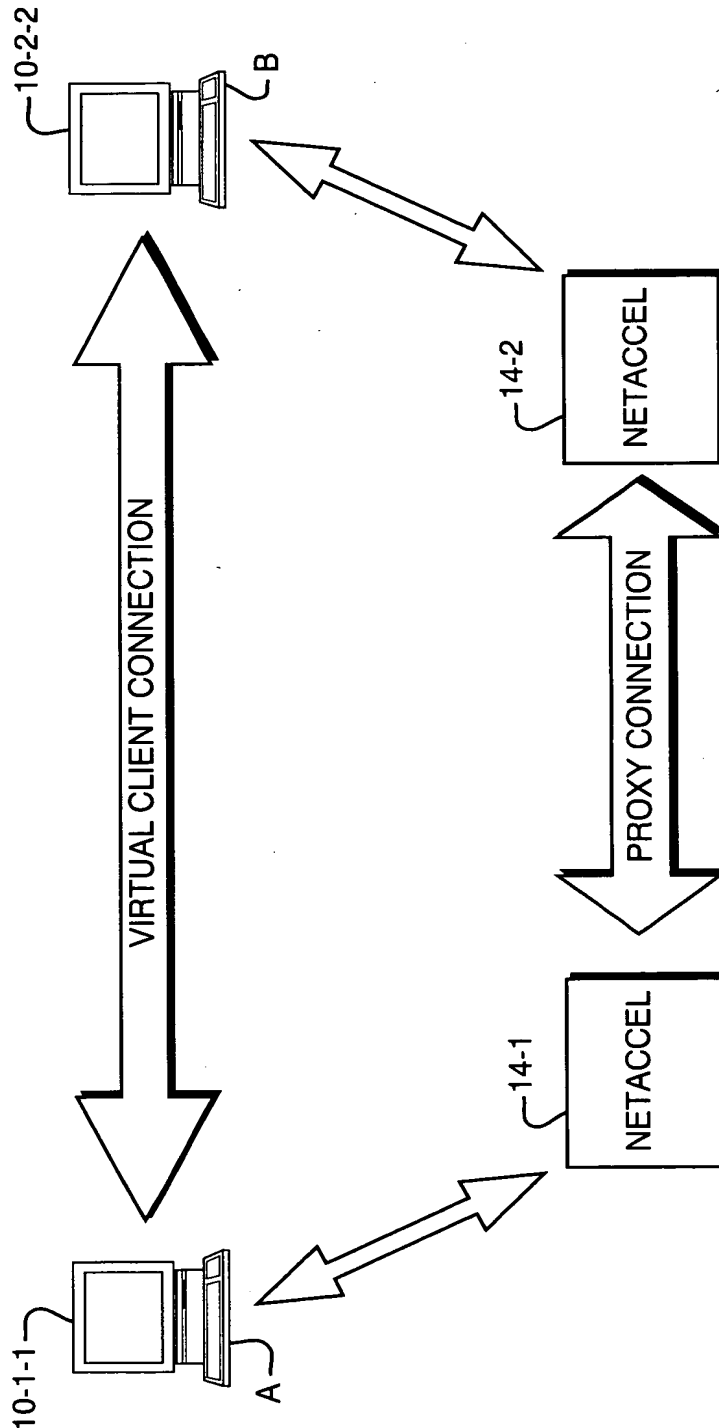 10-1-1
A
VIRTUAL CLIENT CONNECTION
10-2-2
B
14-1
NETACCEL
PROXY CONNECTION
14-2
NETACCEL